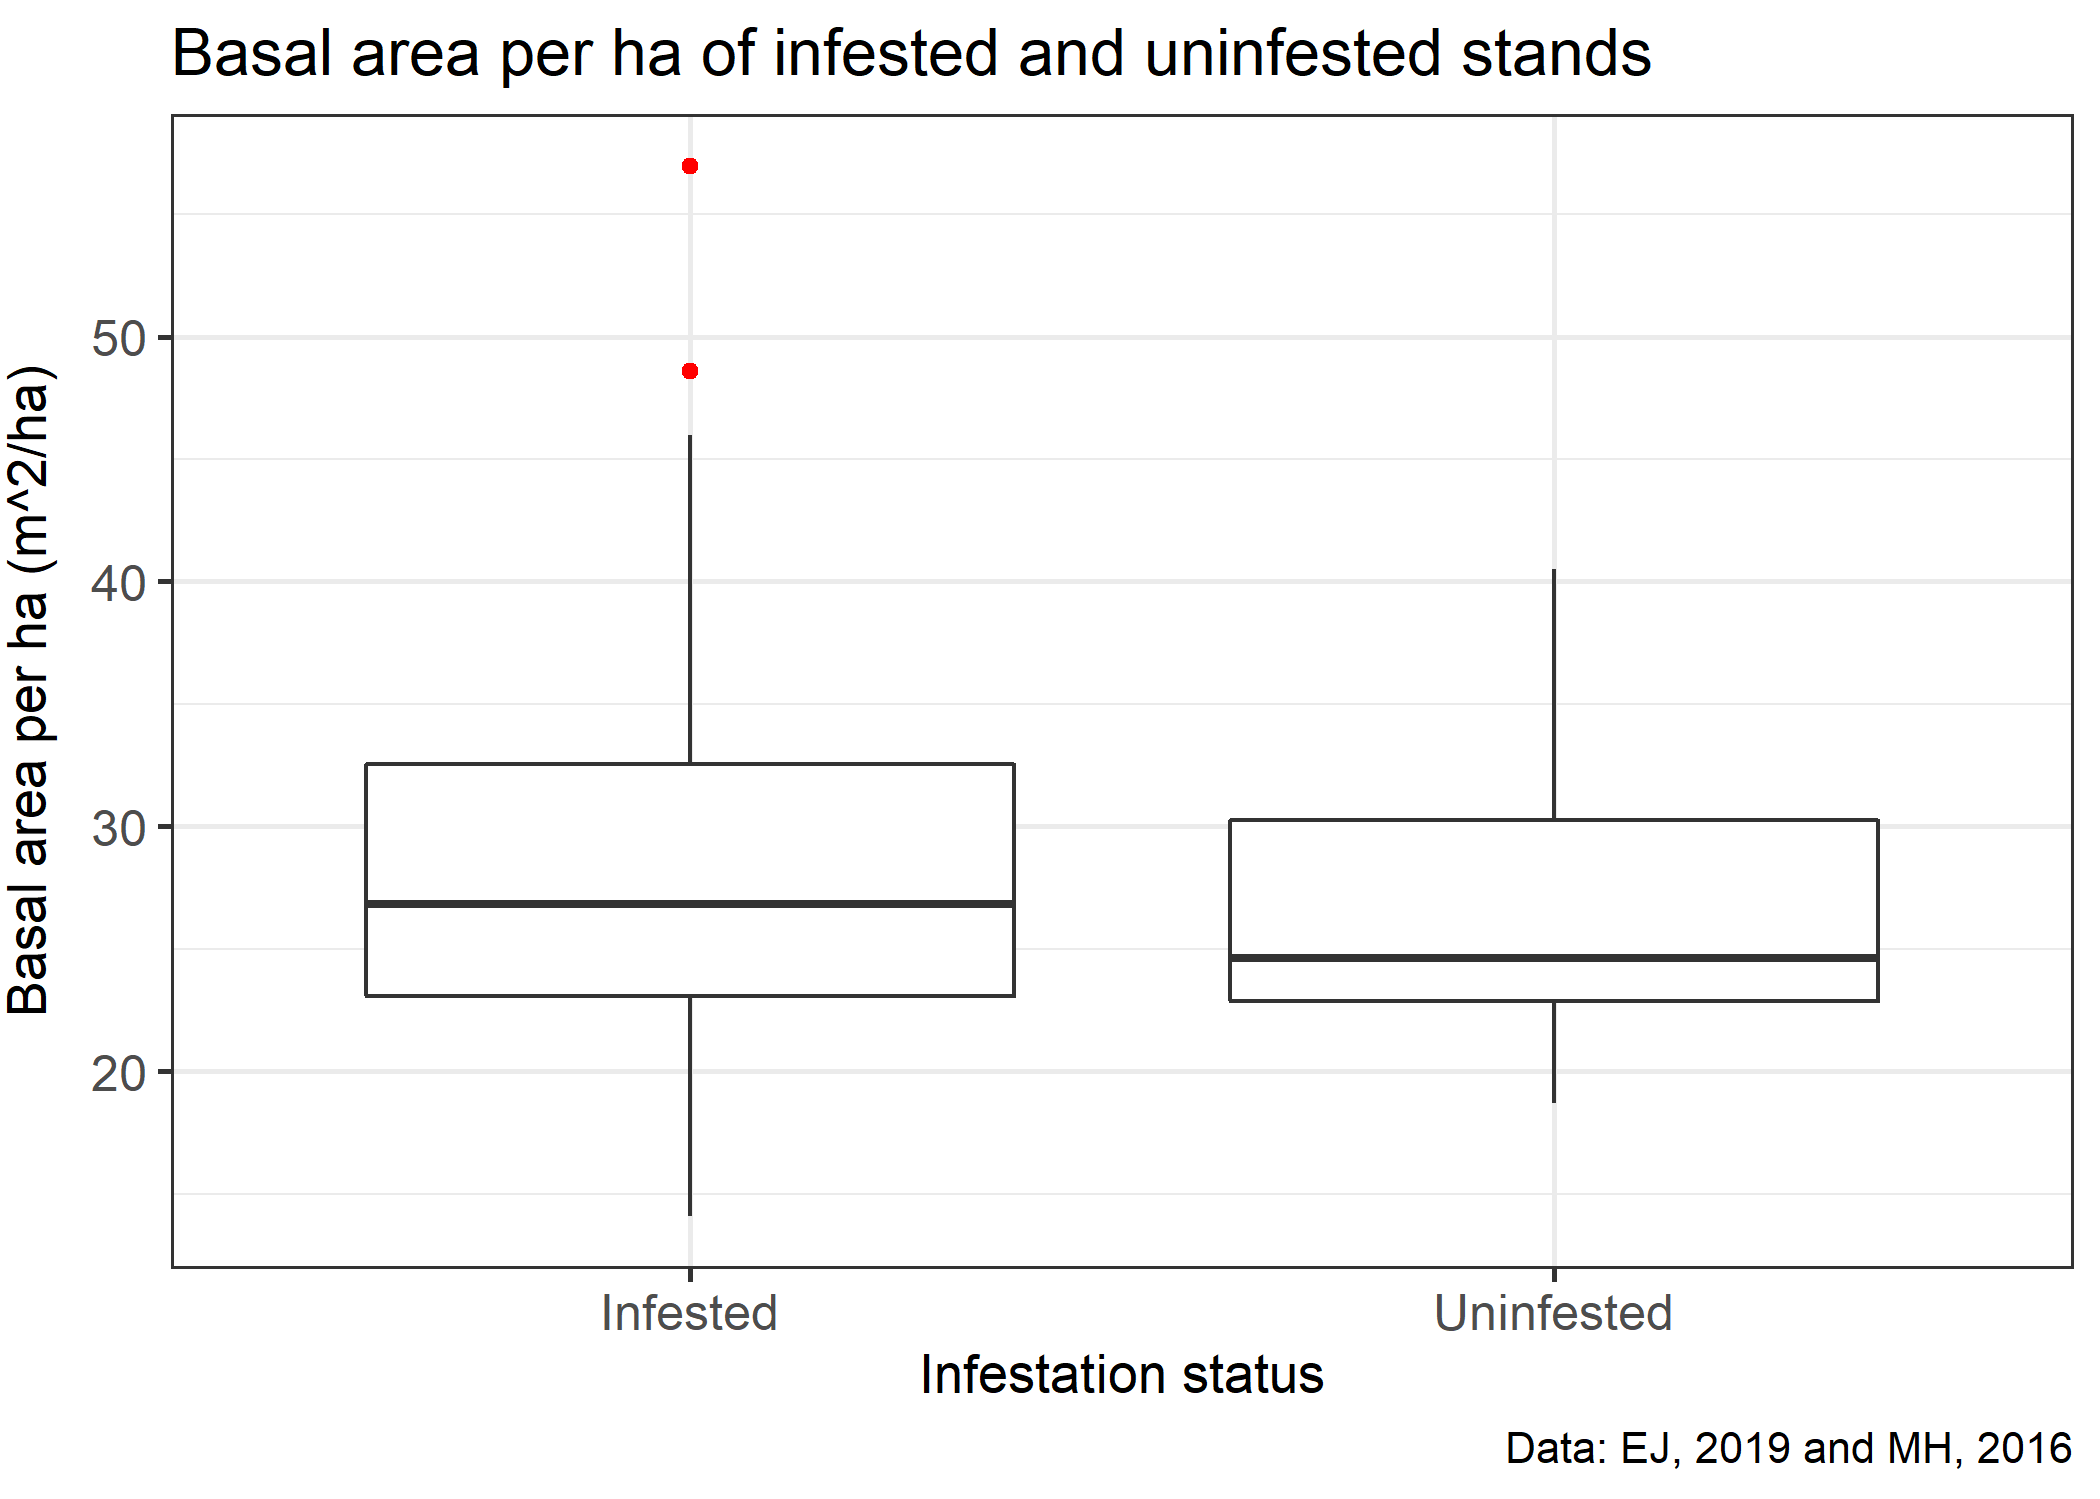 Basal area per ha of infested and uninfested stands
Basal area per ha (m^2/ha)
50
40
30
20
Infested
Uninfested
Infestation status
Data: EJ, 2019 and MH, 2016